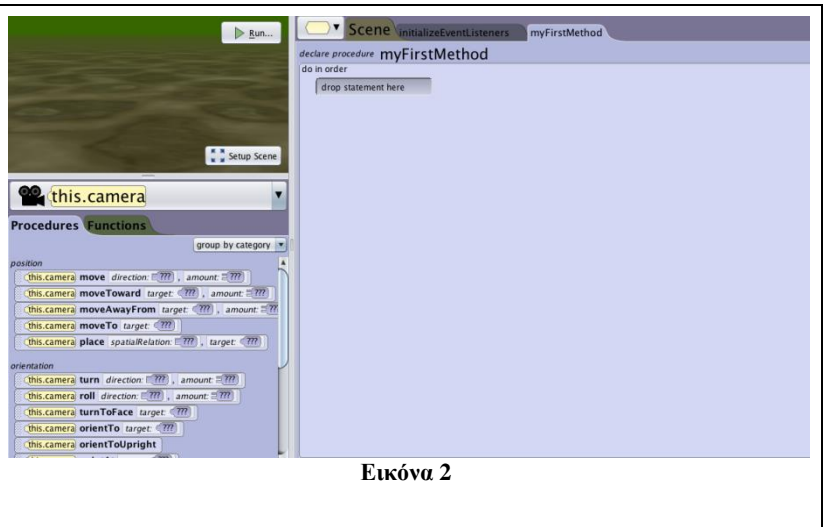 Run...
Setup Scene
this.camera
Procedures Functions
group by category
position
this.camera move direction: ??? , amount: ???
this.camera moveToward target: ??? , amount: ???
this.camera moveAwayFrom target: ??? , amount: ???
this.camera moveTo target: ???
this.camera place spatialRelation: ??? , target: ???
orientation
this.camera turn direction: ??? , amount: ???
this.camera roll direction: ??? , amount: ???
this.camera turnToFace target: ???
this.camera orientTo target: ???
this.camera orientToUpright
Scene initializeEventListeners myFirstMethod
declare procedure myFirstMethod
do in order
drop statement here
Εικόνα 2